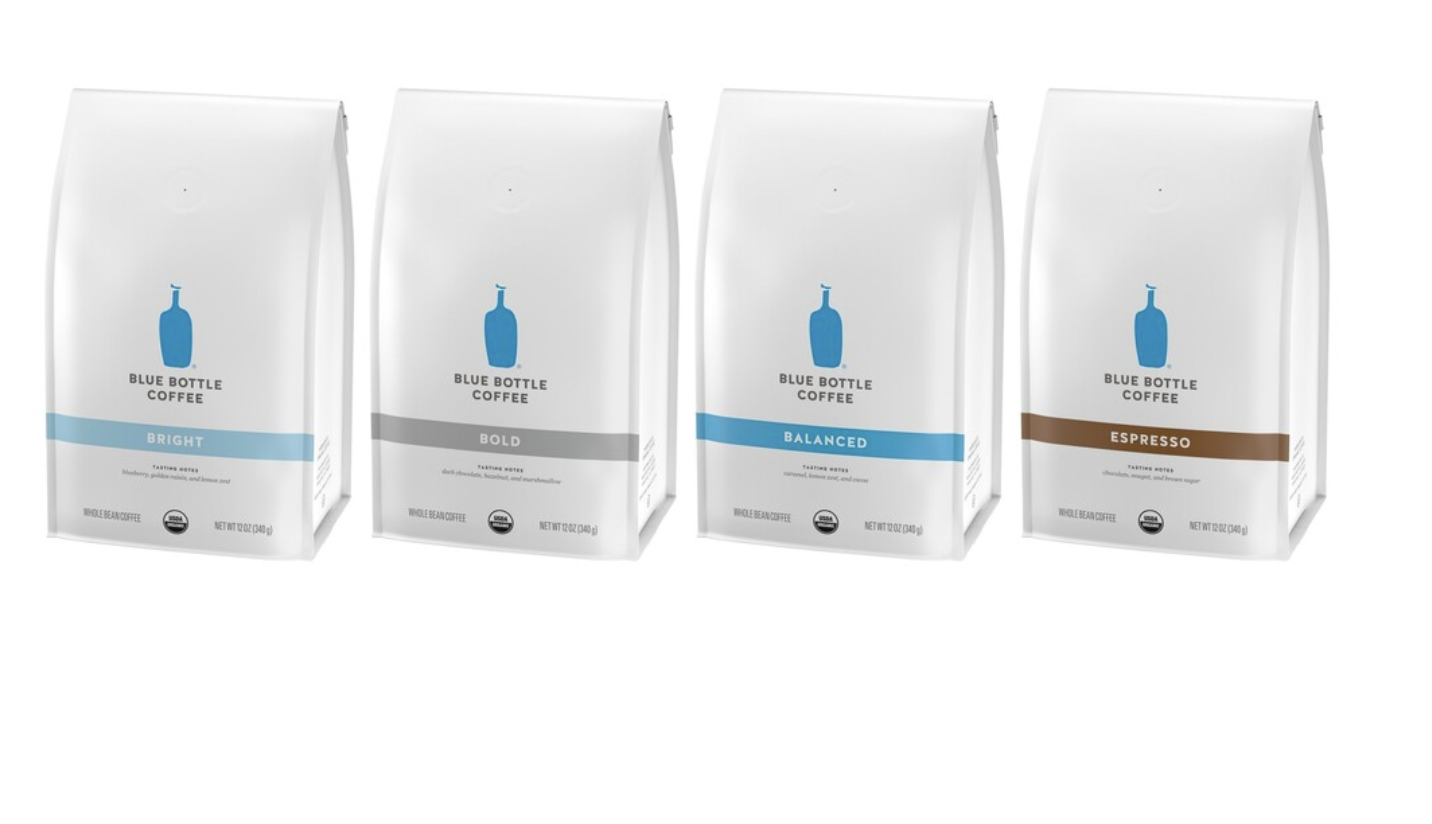 BLUE BOTTLE
COFFEE
BRIGHT
TASTING NOTES
blueberry, golden raisin, and lemon zest
WHOLE BEAN COFFEE
USDA
ORGANIC
NET WT 12 OZ (340 g)
BLUE BOTTLE
COFFEE
BOLD
TASTING NOTES
dark chocolate, hazelnut, and marshmallow
WHOLE BEAN COFFEE
USDA
ORGANIC
NET WT 12 OZ (340 g)
BLUE BOTTLE
COFFEE
BALANCED
TASTING NOTES
caramel, lemon zest, and cocoa
WHOLE BEAN COFFEE
USDA
ORGANIC
NET WT 12 OZ (340 g)
BLUE BOTTLE
COFFEE
ESPRESSO
TASTING NOTES
chocolate, nougat, and brown sugar
WHOLE BEAN COFFEE
USDA
ORGANIC
NET WT 12 OZ (340 g)